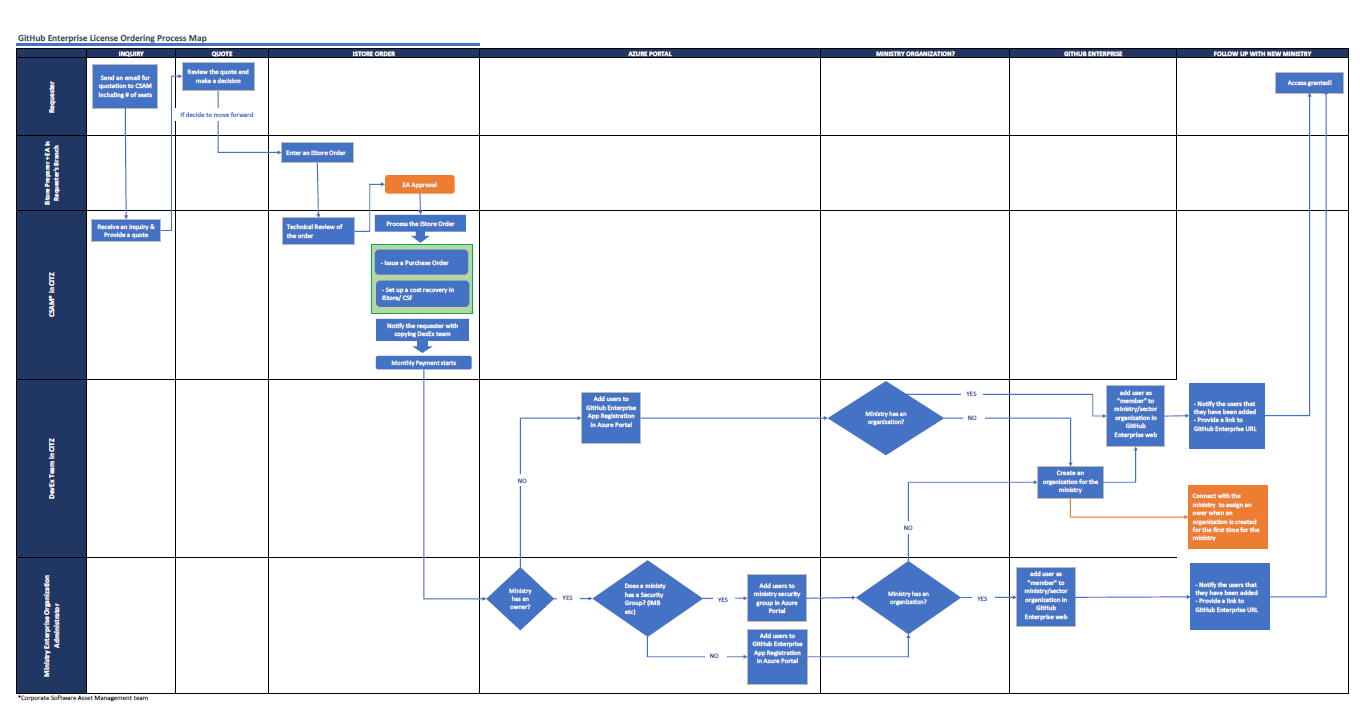 GitHub Enterprise License Ordering Process Map
INQUIRY
QUOTE
ISTORE ORDER
AZURE PORTAL
MINISTRY ORGANIZATION?
GITHUB ENTERPRISE
FOLLOW UP WITH NEW MINISTRY
Requester
Send an email for
quotation to CSAM
including # of seats
Review the quote and
make a decision
If decide to move forward
Access granted!
iStore Preparer + EA in
Requester's Branch
Enter an iStore Order
EA Approval
CSAM* in CITZ
Receive an Inquiry &
Provide a quote
Technical Review of
the order
Process the iStore Order
- Issue a Purchase Order
- Set up a cost recovery in
iStore/ CSF
Notify the requester with
copying DexEx team
Monthly Payment starts
DevEx Team in CITZ
Add users to
GitHub Enterprise
App Registration
in Azure Portal
NO
Ministry has an
organization?
YES
NO
add user as
"member" to
ministry/sector
organization in
GitHub
Enterprise web
- Notify the users that
they have been added
- Provide a link to
GitHub Enterprise URL
Create an
organization for the
ministry
NO
Connect with the
ministry to assign an
ower when an
organization is created
for the first time for the
ministry
Ministry Enterprise Organization
Administrator
Ministry
has an
owner?
YES
Does a ministy
has a Security
Group? (IMB
etc)
YES
Add users to
ministry security
group in Azure
Portal
NO
Add users to
GitHub Enterprise
App Registration
in Azure Portal
Ministry has an
organization?
YES
add user as
"member" to
ministry/sector
organization in
GitHub
Enterprise web
- Notify the users that
they have been added
- Provide a link to
GitHub Enterprise URL
*Corporate Software Asset Management team